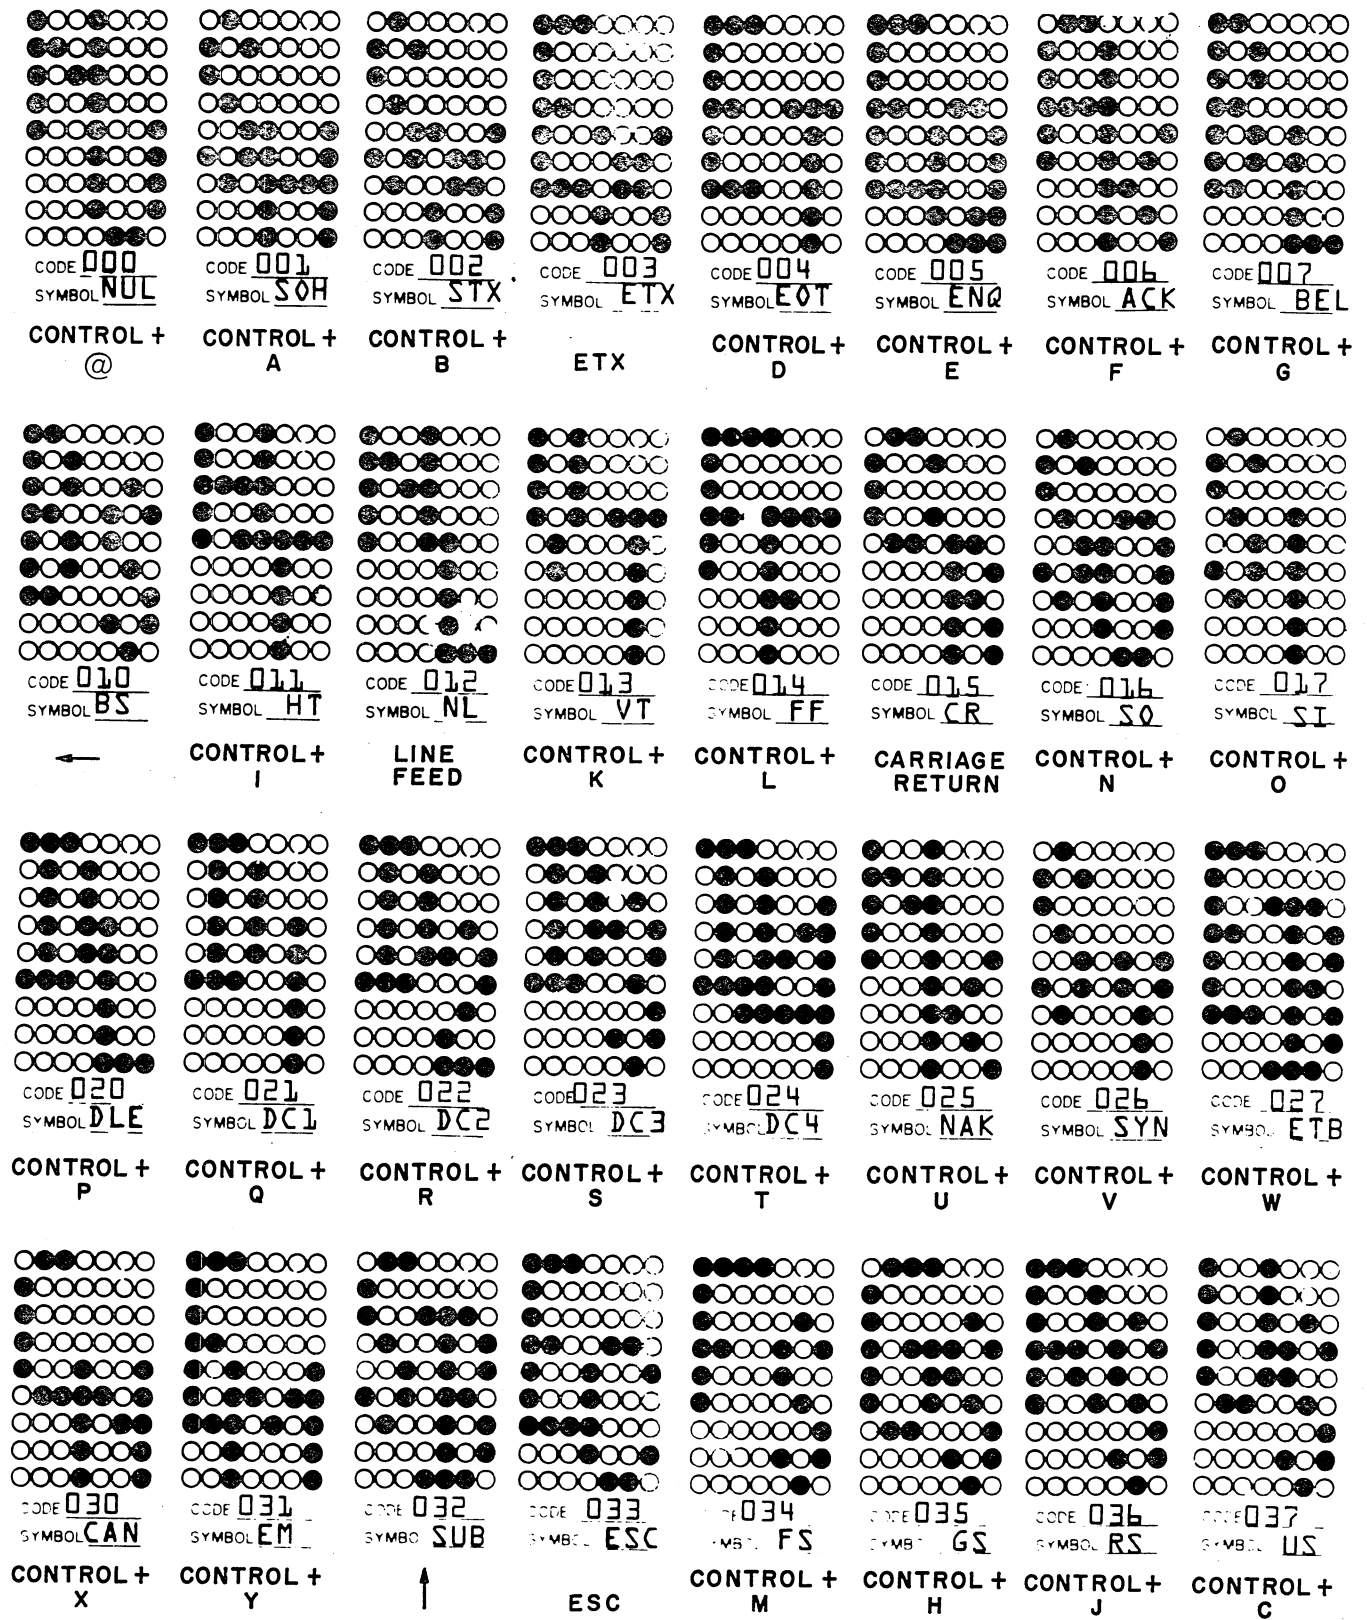 CODE 000 CODE 001 CODE 002 CODE 003 CODE 004 CODE 005 CODE 006 CODE 007
SYMBOL NUL SYMBOL SOH SYMBOL STX SYMBOL ETX SYMBOL EOT SYMBOL ENQ SYMBOL ACK SYMBOL BEL
CONTROL + CONTROL + CONTROL + ETX CONTROL + CONTROL + CONTROL + CONTROL +
@ A B D E F G
CODE 010 CODE 011 CODE 012 CODE 013 CODE 014 CODE 015 CODE 016 CODE 017
SYMBOL BS SYMBOL HT SYMBOL NL SYMBOL VT SYMBOL FF SYMBOL CR SYMBOL SO SYMBOL SI
← CONTROL + LINE CONTROL + CONTROL + CARRIAGE CONTROL + CONTROL +
I FEED K L RETURN N O
CODE 020 CODE 021 CODE 022 CODE 023 CODE 024 CODE 025 CODE 026 CODE 027
SYMBOL DLE SYMBOL DC1 SYMBOL DC2 SYMBOL DC3 SYMBOL DC4 SYMBOL NAK SYMBOL SYN SYMBOL ETB
CONTROL + CONTROL + CONTROL + CONTROL + CONTROL + CONTROL + CONTROL + CONTROL +
P Q R S T U V W
CODE 030 CODE 031 CODE 032 CODE 033 034 CODE 035 CODE 036 CODE 037
SYMBOL CAN SYMBOL EM SYMBO SUB SYMBOL ESC FS GS SYMBOL RS SYMBOL US
CONTROL + CONTROL + ↑ ESC CONTROL + CONTROL + CONTROL + CONTROL +
X Y M H J C